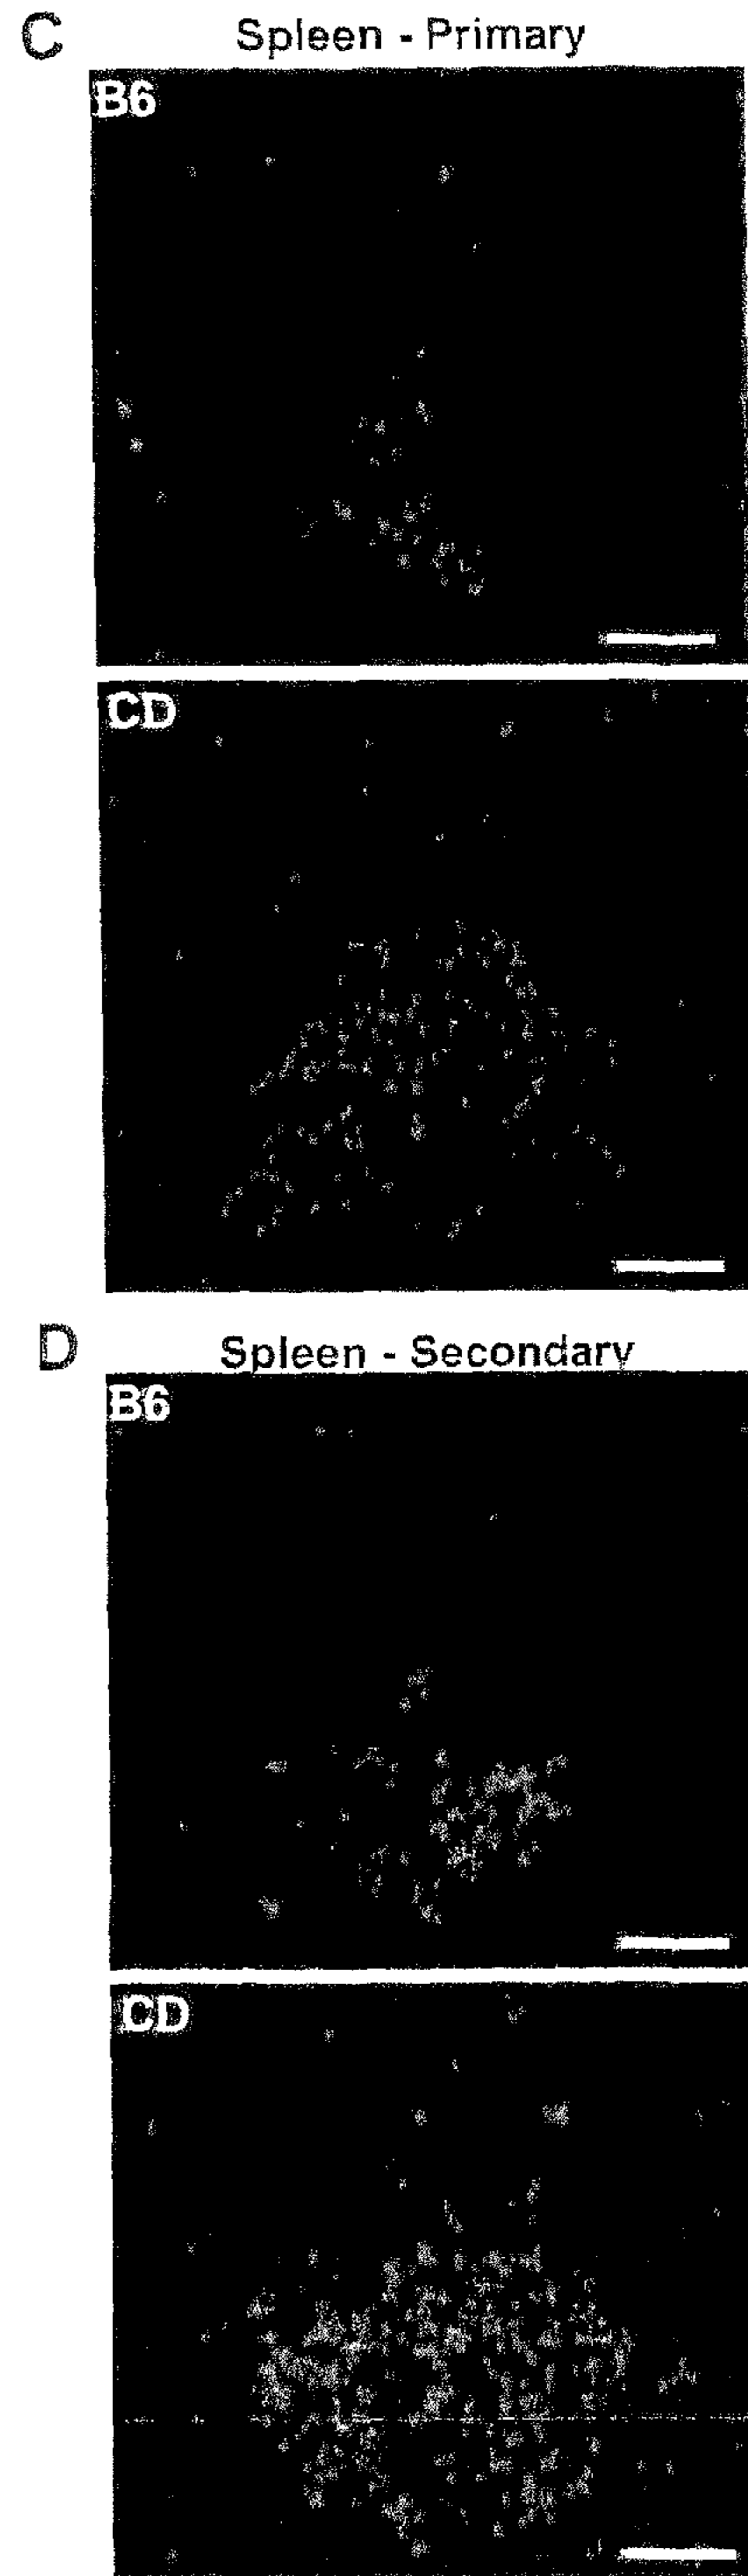 C
Spleen - Primary
B6
CD
D
Spleen - Secondary
B6
CD